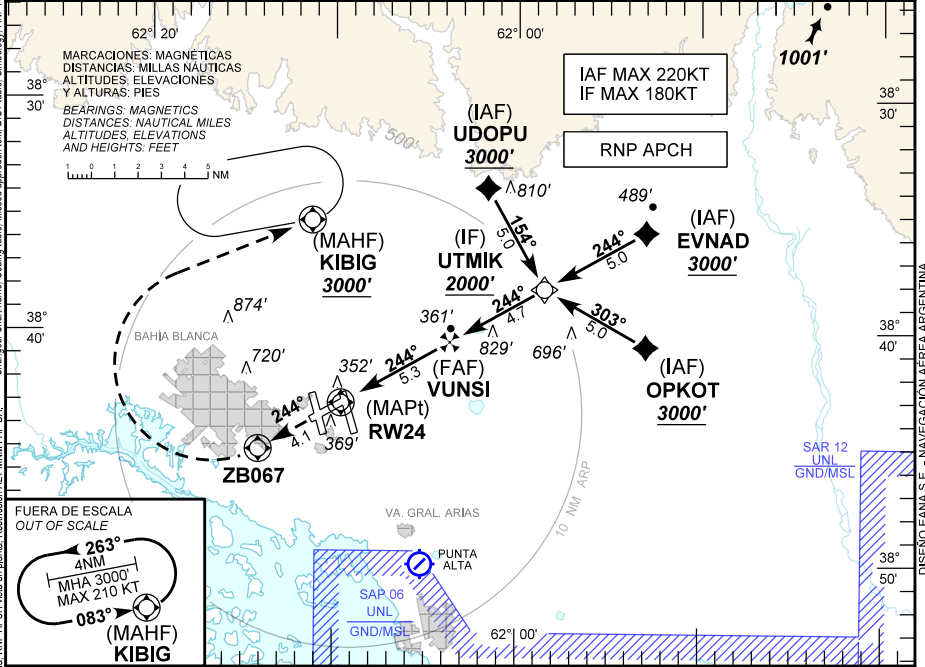 62° 20'
62° 00'
1001'
38°
30'
38°
30'
MARCACIONES: MAGNÉTICAS
DISTANCIAS: MILLAS NÁUTICAS
ALTITUDES, ELEVACIONES
Y ALTURAS: PIES
BEARINGS: MAGNETICS
DISTANCES: NAUTICAL MILES
ALTITUDES, ELEVATIONS
AND HEIGHTS: FEET
1 0 1 2 3 4 5 NM
IAF MAX 220KT
IF MAX 180KT
RNP APCH
500'
(IAF)
UDOPU
3000'
810'
154°
5.0
489'
(IAF)
EVNAD
3000'
244°
5.0
(MAHF)
KIBIG
3000'
(IF)
UTMIK
2000'
244°
4.7
303°
5.0
(IAF)
OPKOT
3000'
874'
361'
829'
696'
38°
40'
38°
40'
BAHÍA BLANCA
720'
352'
244°
5.3
(FAF)
VUNSI
(MAPt)
RW24
244°
4.1
369'
ZB067
10 NM ARP
SAR 12
UNL
GND/MSL
VA. GRAL. ARIAS
PUNTA
ALTA
SAP 06
UNL
GND/MSL
38°
50'
62° 00'
FUERA DE ESCALA
OUT OF SCALE
263°
4NM
MHA 3000'
MAX 210 KT
083°
(MAHF)
KIBIG
DISEÑO EANA S.E. - NAVEGACIÓN AÉREA ARGENTINA